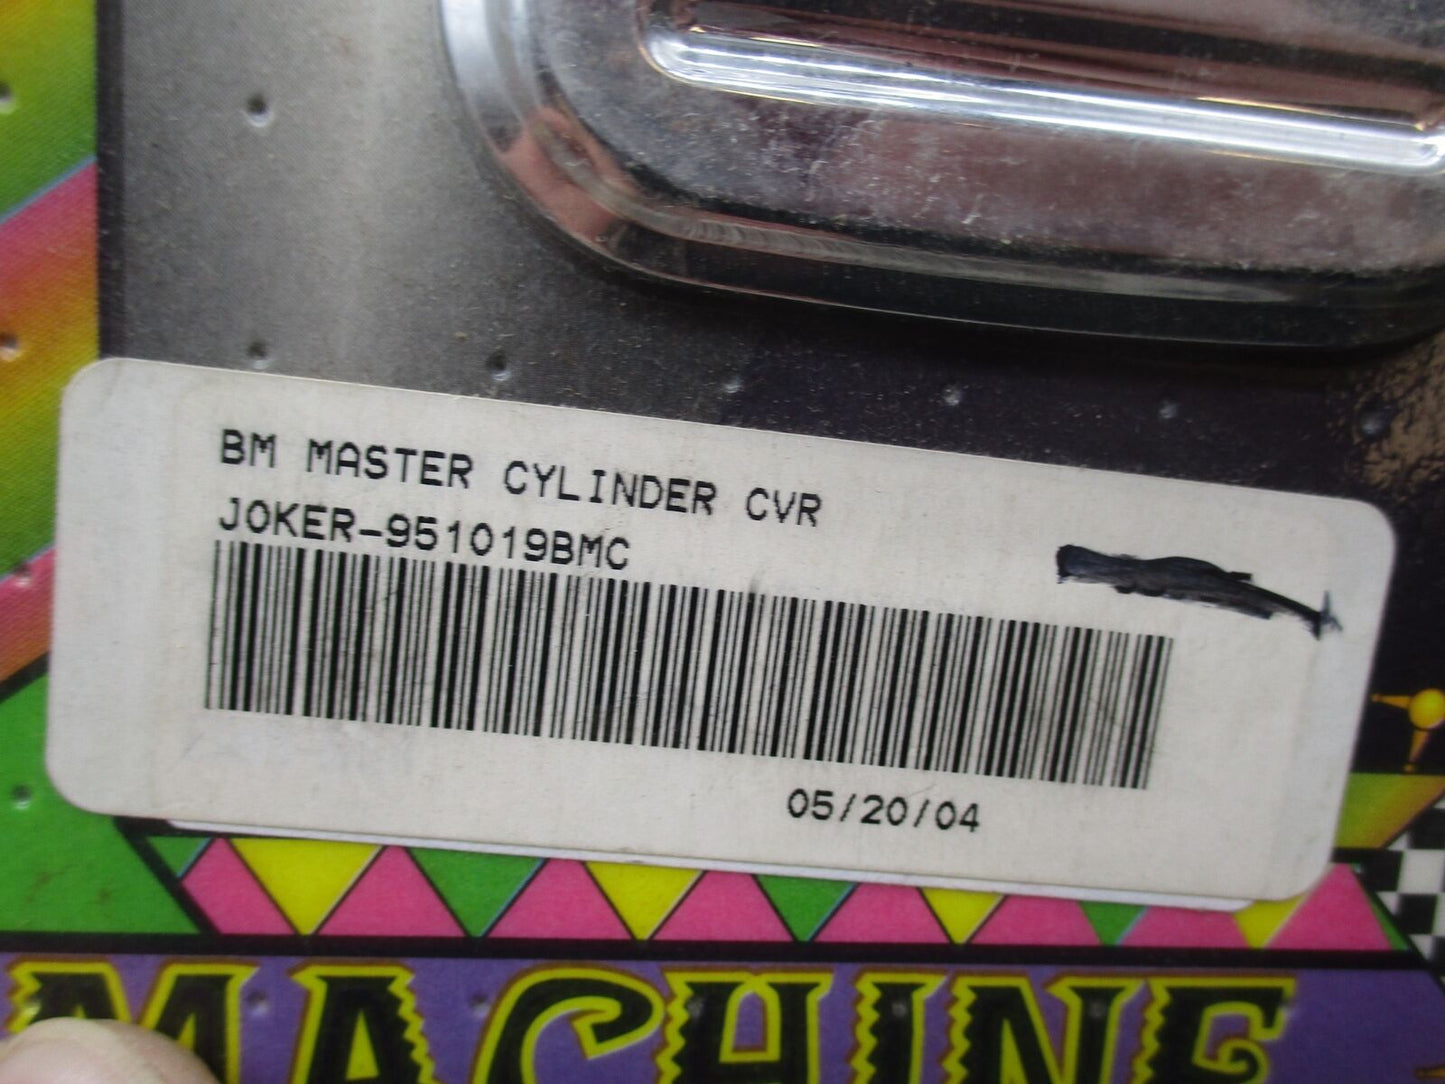 BM MASTER CYLINDER CVR
JOKER-951019BMC
05/20/04
MACHINE